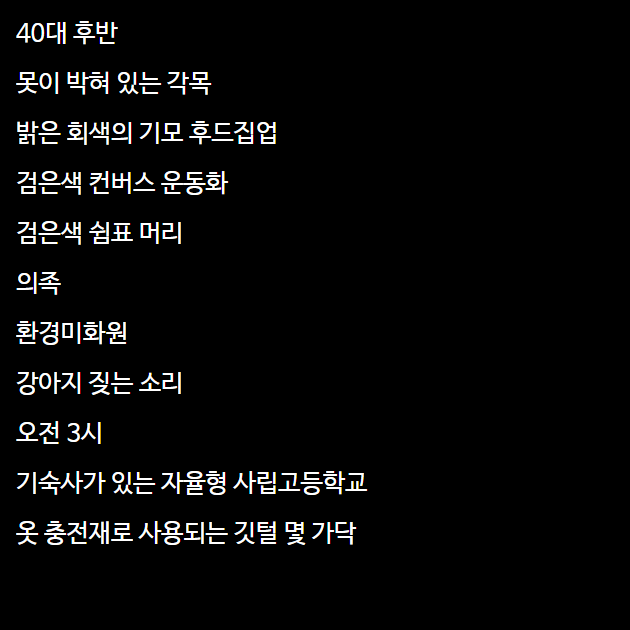 40대 후반
못이 박혀 있는 각목
밝은 회색의 기모 후드집업
검은색 컨버스 운동화
검은색 쉼표 머리
의족
환경미화원
강아지 짖는 소리
오전 3시
기숙사가 있는 자율형 사립고등학교
옷 충전재로 사용되는 깃털 몇 가닥